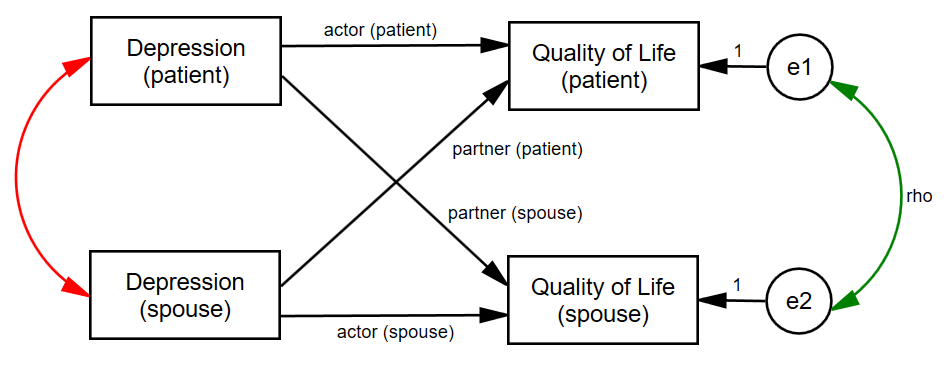 actor (patient)
Depression
(patient)
Quality of Life
(patient)
1
e1
partner (patient)
rho
partner (spouse)
Depression
(spouse)
Quality of Life
(spouse)
1
e2
actor (spouse)